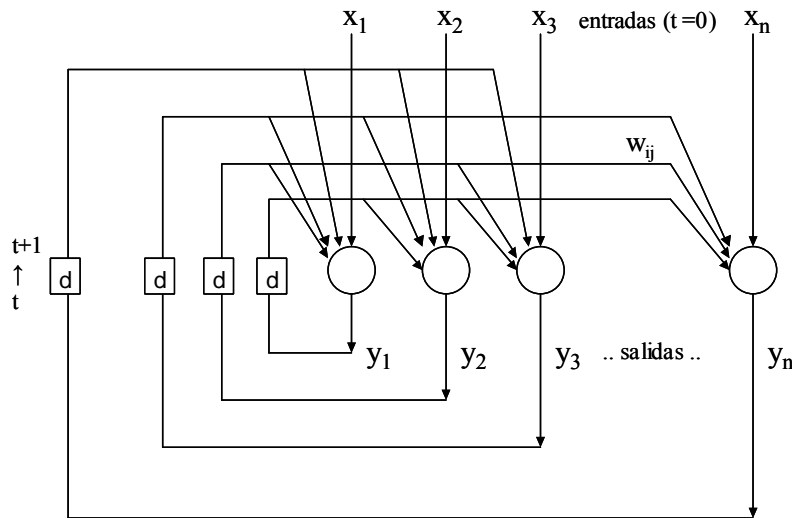 x₁ x₂ x₃ entradas (t =0) xₙ
wᵢⱼ
t+1
↑
t
d d d d
y₁ y₂ y₃ .. salidas .. yₙ